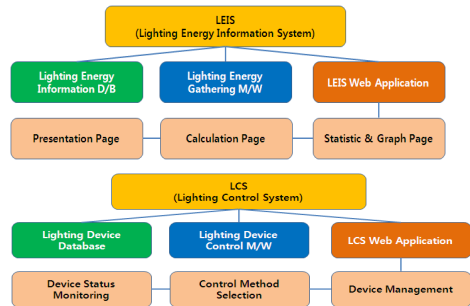 LEIS
(Lighting Energy Information System)
Lighting Energy
Information D/B
Lighting Energy
Gathering M/W
LEIS Web Application
Presentation Page
Calculation Page
Statistic & Graph Page
LCS
(Lighting Control System)
Lighting Device
Database
Lighting Device
Control M/W
LCS Web Application
Device Status
Monitoring
Control Method
Selection
Device Management